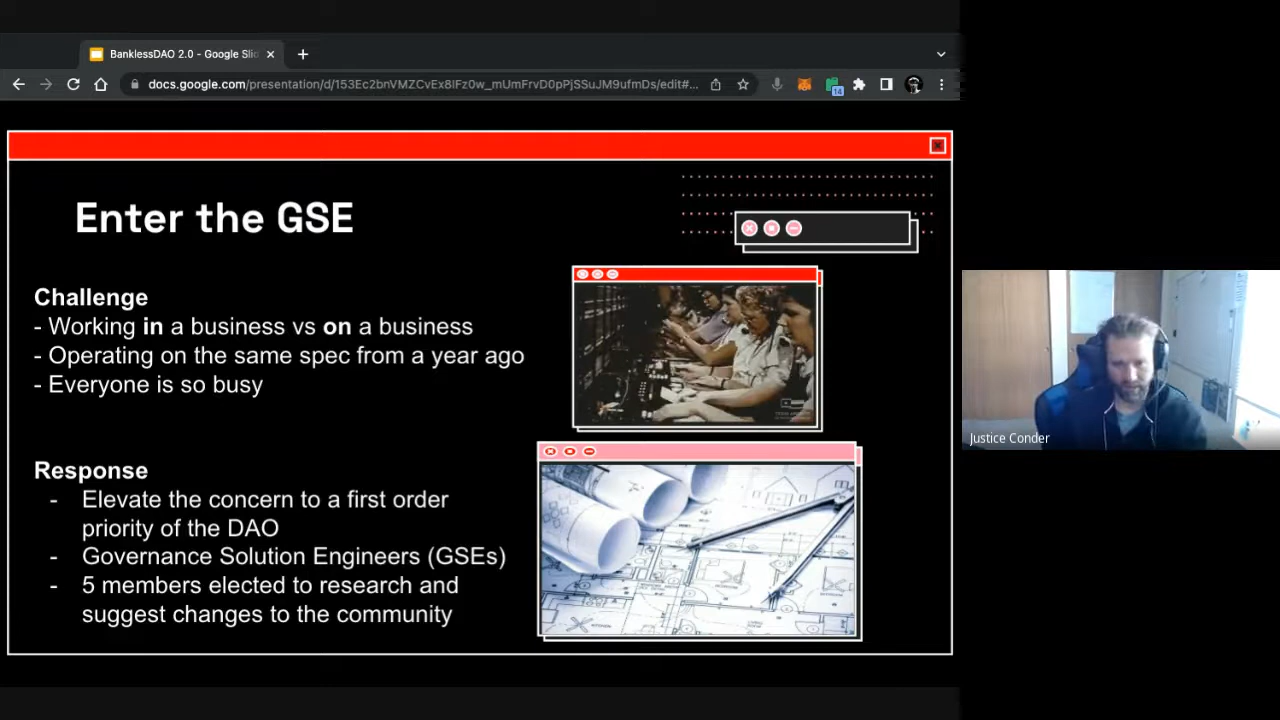 BanklessDAO 2.0 - Google Slid
docs.google.com/presentation/d/153Ec2bnVMZCvEx8IFz0w_mUmFrvD0pPjSSuJM9ufmDs/edit#...
14
Enter the GSE
Challenge
- Working in a business vs on a business
- Operating on the same spec from a year ago
- Everyone is so busy
Response
- Elevate the concern to a first order
priority of the DAO
- Governance Solution Engineers (GSEs)
- 5 members elected to research and
suggest changes to the community
Justice Conder